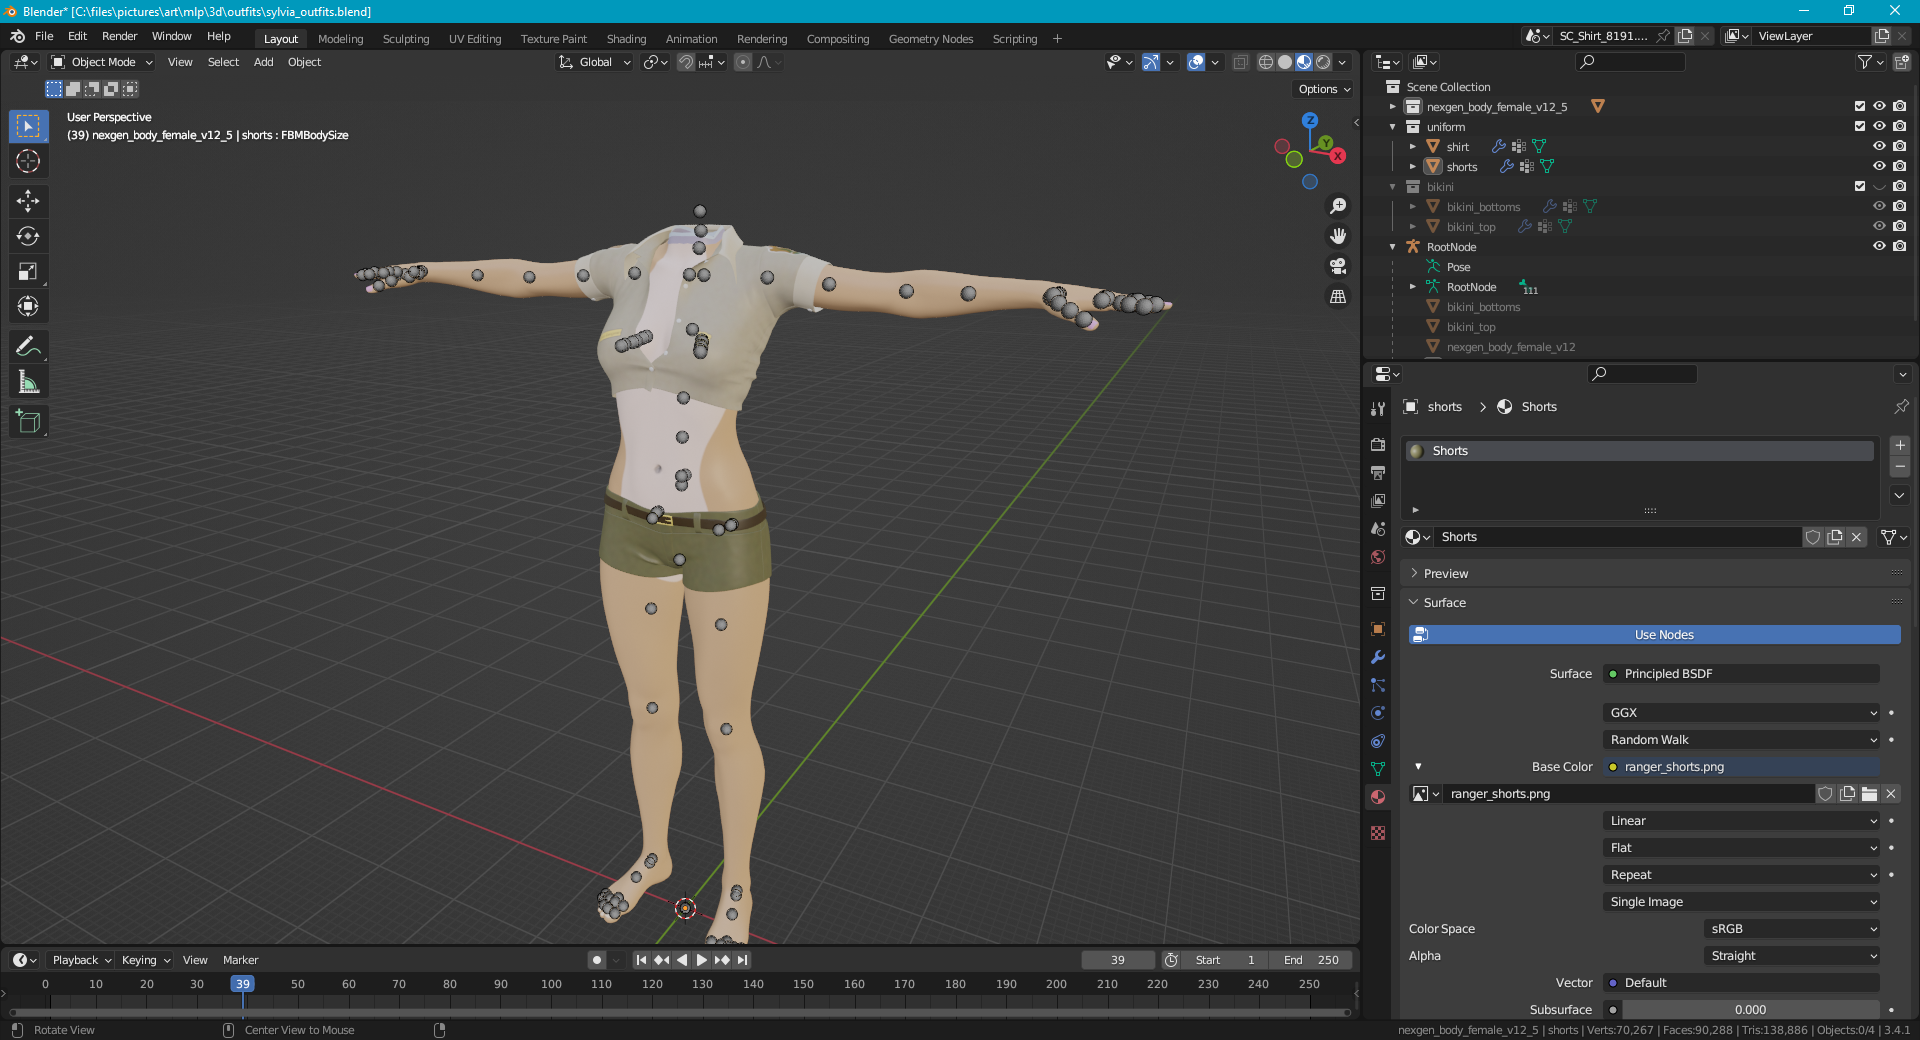 Blender* [C:\files\pictures\art\mlp\3d\outfits\sylvia_outfits.blend]
File Edit Render Window Help
Layout Modeling Sculpting UV Editing Texture Paint Shading Animation Rendering Compositing Geometry Nodes Scripting +
SC_Shirt_8191.... ViewLayer
Object Mode View Select Add Object Global
Options
User Perspective
(39) nexgen_body_female_v12_5 | shorts : FBMBodySize
Z
Y
X
Scene Collection
nexgen_body_female_v12_5
uniform
shirt
shorts
bikini
bikini_bottoms
bikini_top
RootNode
Pose
RootNode 111
bikini_bottoms
bikini_top
nexgen_body_female_v12
shorts > Shorts
Shorts
Shorts
Preview
Surface
Use Nodes
Surface Principled BSDF
GGX
Random Walk
Base Color ranger_shorts.png
ranger_shorts.png
Linear
Flat
Repeat
Single Image
Color Space sRGB
Alpha Straight
Vector Default
Subsurface 0.000
Playback Keying View Marker
39 Start 1 End 250
0 10 20 30 39 50 60 70 80 90 100 110 120 130 140 150 160 170 180 190 200 210 220 230 240 250
Rotate View Center View to Mouse
nexgen_body_female_v12_5 | shorts | Verts:70,267 | Faces:90,288 | Tris:138,886 | Objects:0/4 | 3.4.1